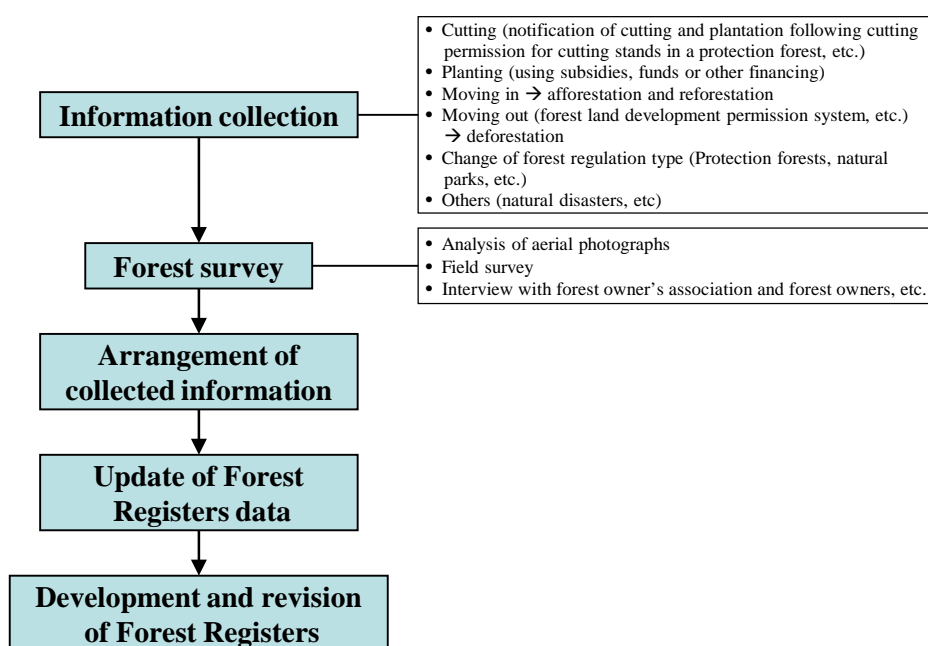 • Cutting (notification of cutting and plantation following cutting
permission for cutting stands in a protection forest, etc.)
• Planting (using subsidies, funds or other financing)
• Moving in → afforestation and reforestation
• Moving out (forest land development permission system, etc.)
→ deforestation
• Change of forest regulation type (Protection forests, natural
parks, etc.)
• Others (natural disasters, etc)
Information collection
• Analysis of aerial photographs
• Field survey
• Interview with forest owner's association and forest owners, etc.
Forest survey
Arrangement of
collected information
Update of Forest
Registers data
Development and revision
of Forest Registers